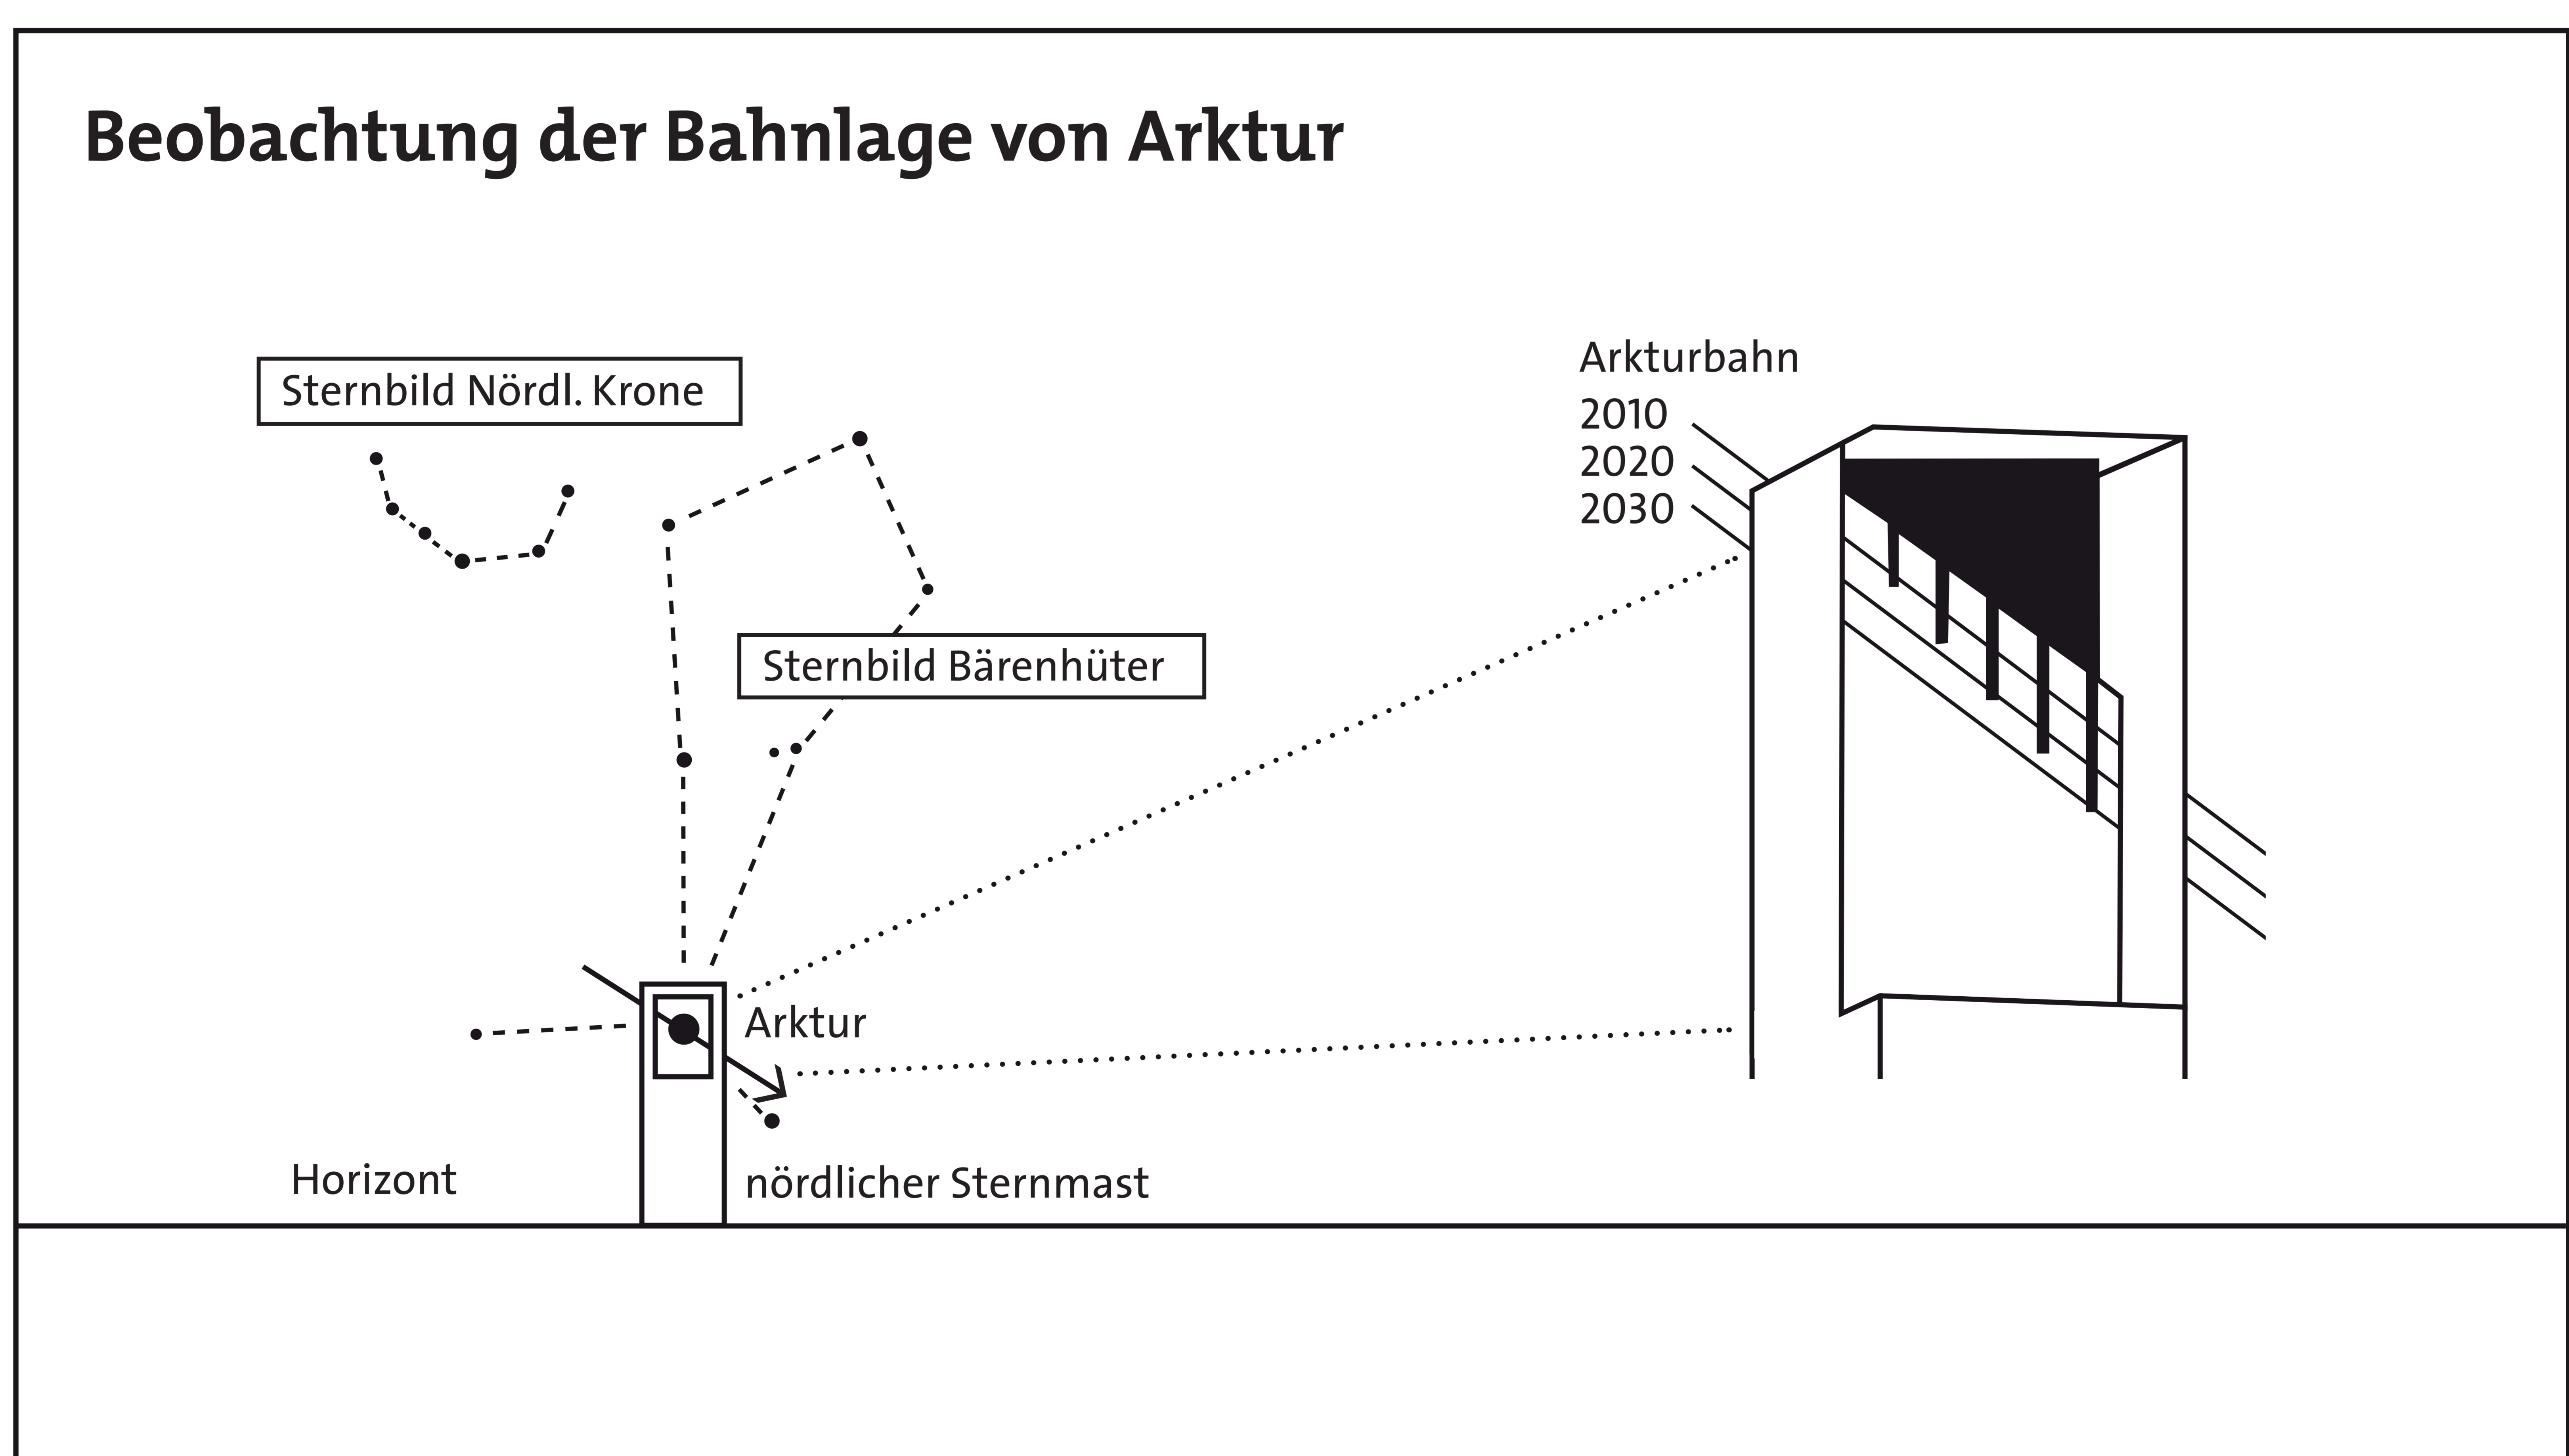 Beobachtung der Bahnlage von Arktur
Sternbild Nördl. Krone
Arkturbahn
2010
2020
2030
Sternbild Bärenhüter
Arktur
Horizont
nördlicher Sternmast